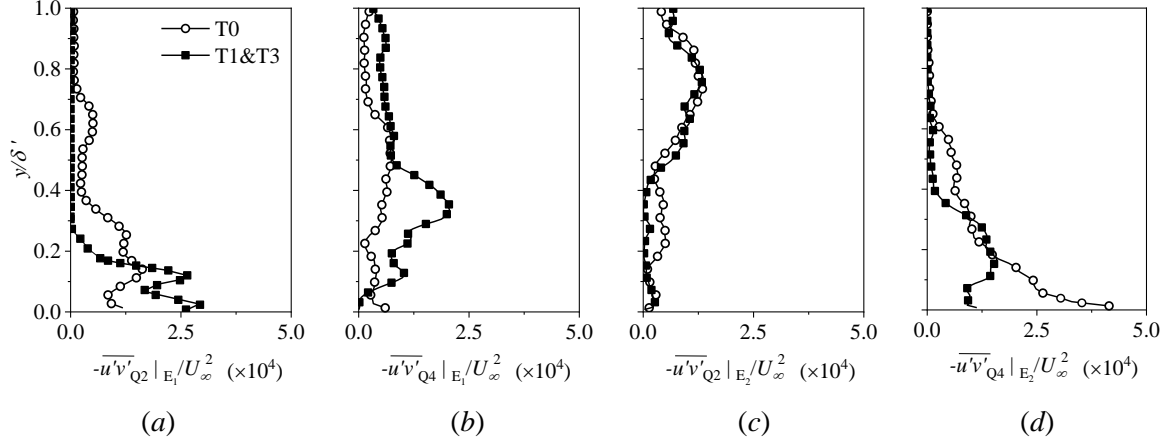 1.0
0.8
0.6
0.4
0.2
0.0
y/δ'
T0
T1&T3
0.0 2.5 5.0
0.0 2.5 5.0
0.0 2.5 5.0
0.0 2.5 5.0
-u'v'Q2 |E1/U∞2 (×104)
-u'v'Q4 |E1/U∞2 (×104)
-u'v'Q2 |E2/U∞2 (×104)
-u'v'Q4 |E2/U∞2 (×104)
(a)
(b)
(c)
(d)